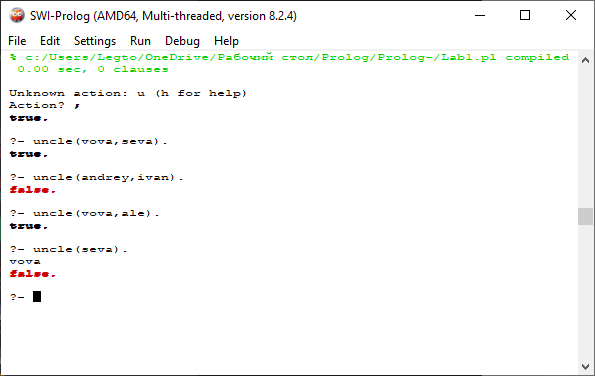 SWI-Prolog (AMD64, Multi-threaded, version 8.2.4)
File Edit Settings Run Debug Help
% c:/Users/Legto/OneDrive/Рабочий стол/Prolog/Prolog-/Lab1.pl compiled
0.00 sec, 0 clauses
Unknown action: u (h for help)
Action? ;
true.
?- uncle(vova,seva).
true.
?- uncle(andrey,ivan).
false.
?- uncle(vova,ale).
true.
?- uncle(seva).
vova
false.
?-